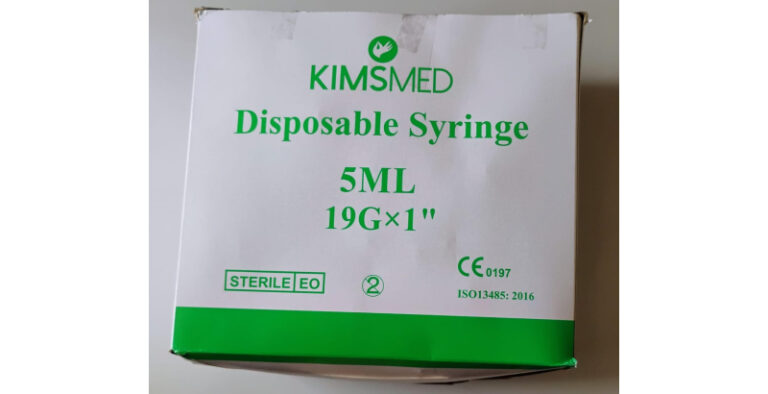 KIMSMED
Disposable Syringe
5ML
19G×1"
STERILE EO
②
CE 0197
ISO13485: 2016